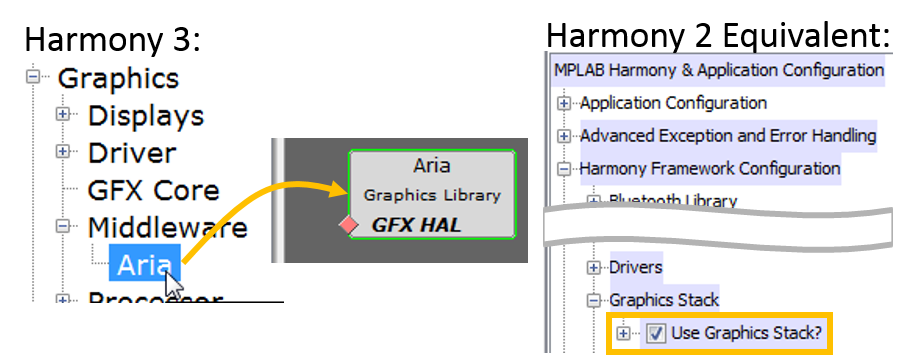 Harmony 3:
Graphics
Displays
Driver
GFX Core
Middleware
Aria
Processor
Aria
Graphics Library
GFX HAL
Harmony 2 Equivalent:
MPLAB Harmony & Application Configuration
Application Configuration
Advanced Exception and Error Handling
Harmony Framework Configuration
Bluetooth Library
Drivers
Graphics Stack
Use Graphics Stack?